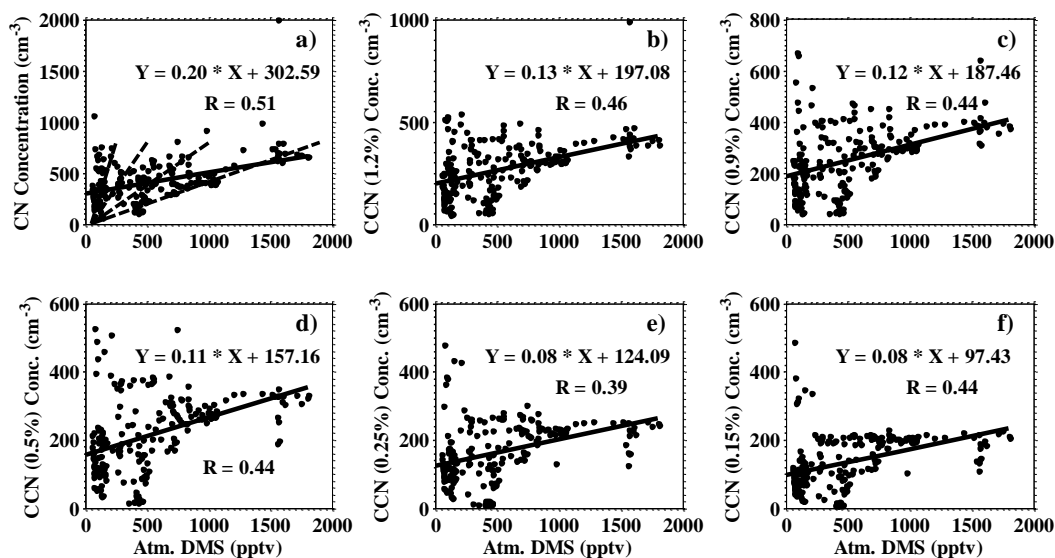 2000
1500
1000
500
0
CN Concentration (cm-3)
a)
Y = 0.20 * X + 302.59
R = 0.51
0 500 1000 1500 2000
1000
500
0
CCN (1.2%) Conc. (cm-3)
b)
Y = 0.13 * X + 197.08
R = 0.46
0 500 1000 1500 2000
800
600
400
200
0
CCN (0.9%) Conc. (cm-3)
c)
Y = 0.12 * X + 187.46
R = 0.44
0 500 1000 1500 2000
600
400
200
0
CCN (0.5%) Conc. (cm-3)
d)
Y = 0.11 * X + 157.16
R = 0.44
0 500 1000 1500 2000
Atm. DMS (pptv)
600
400
200
0
CCN (0.25%) Conc. (cm-3)
e)
Y = 0.08 * X + 124.09
R = 0.39
0 500 1000 1500 2000
Atm. DMS (pptv)
600
400
200
0
CCN (0.15%) Conc. (cm-3)
f)
Y = 0.08 * X + 97.43
R = 0.44
0 500 1000 1500 2000
Atm. DMS (pptv)